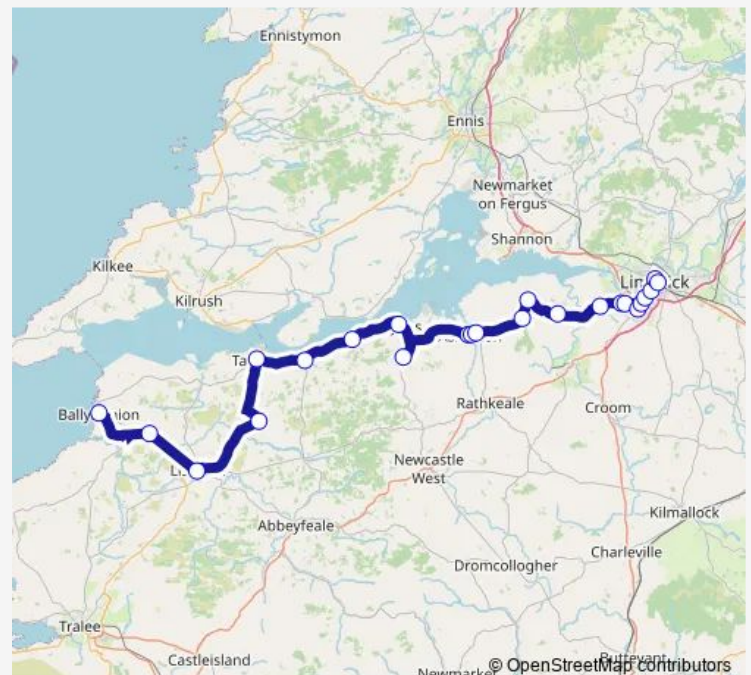 Ennistymon
Ennis
Newmarket
on Fergus
Shannon
Kilkee
Kilrush
Rathkeale
Croom
Newcastle
West
Kilmallock
Abbeyfeale
Charleville
Dromcollogher
Tralee
Castleisland
© OpenStreetMap contributors